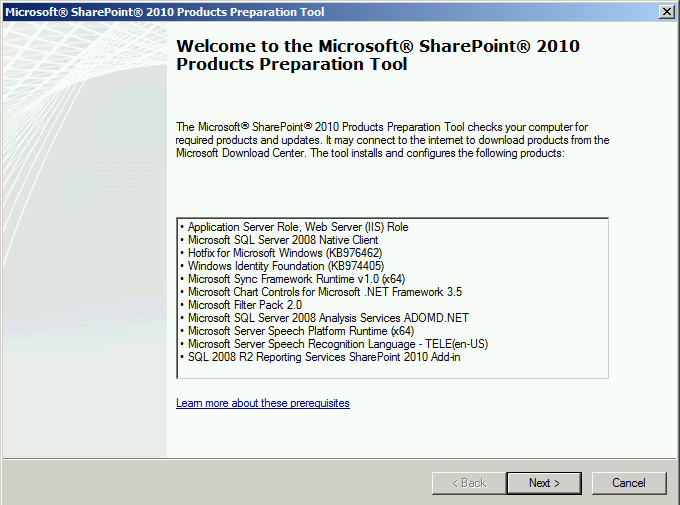 Microsoft® SharePoint® 2010 Products Preparation Tool
Welcome to the Microsoft® SharePoint® 2010
Products Preparation Tool
The Microsoft® SharePoint® 2010 Products Preparation Tool checks your computer for
required products and updates. It may connect to the internet to download products from the
Microsoft Download Center. The tool installs and configures the following products:
• Application Server Role, Web Server (IIS) Role
• Microsoft SQL Server 2008 Native Client
• Hotfix for Microsoft Windows (KB976462)
• Windows Identity Foundation (KB974405)
• Microsoft Sync Framework Runtime v1.0 (x64)
• Microsoft Chart Controls for Microsoft .NET Framework 3.5
• Microsoft Filter Pack 2.0
• Microsoft SQL Server 2008 Analysis Services ADOMD.NET
• Microsoft Server Speech Platform Runtime (x64)
• Microsoft Server Speech Recognition Language - TELE(en-US)
• SQL 2008 R2 Reporting Services SharePoint 2010 Add-in
Learn more about these prerequisites
< Back
Next >
Cancel